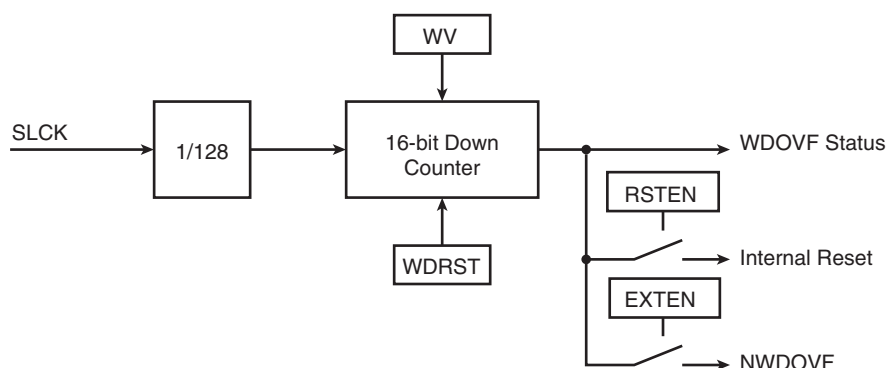 WV
SLCK
1/128
16-bit Down
Counter
WDOVF Status
RSTEN
WDRST
Internal Reset
EXTEN
NWDOVF